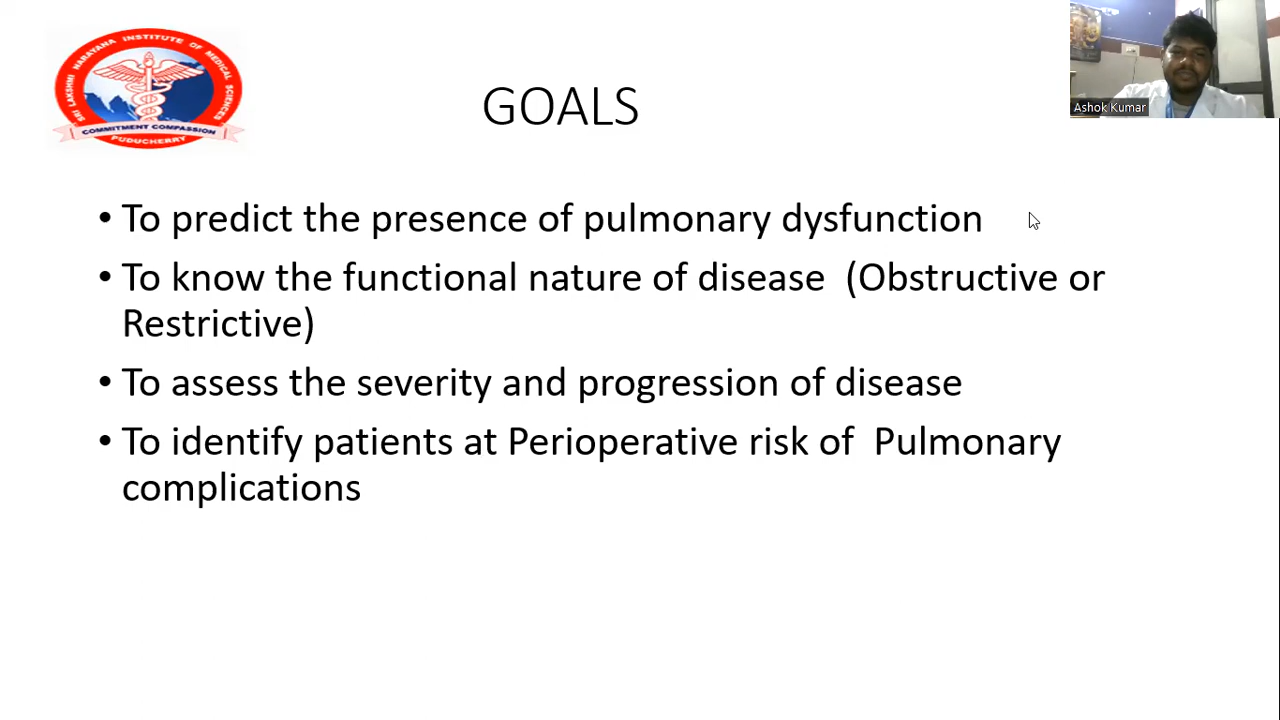 SRI LAKSHMI NARAYANA INSTITUTE OF MEDICAL SCIENCES
COMMITMENT COMPASSION
PUDUCHERRY
GOALS
Ashok Kumar
• To predict the presence of pulmonary dysfunction
• To know the functional nature of disease (Obstructive or
Restrictive)
• To assess the severity and progression of disease
• To identify patients at Perioperative risk of Pulmonary
complications